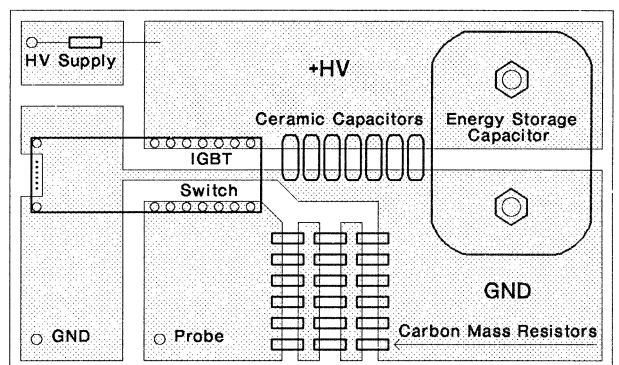 HV Supply
+HV
Ceramic Capacitors
Energy Storage
Capacitor
IGBT
Switch
GND
Carbon Mass Resistors
GND
Probe